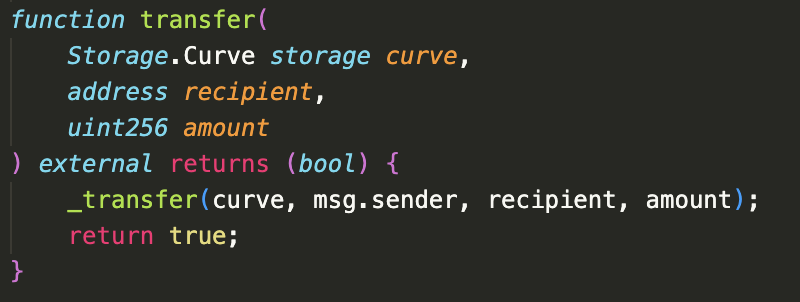 function transfer(
    Storage.Curve storage curve,
    address recipient,
    uint256 amount
) external returns (bool) {
    _transfer(curve, msg.sender, recipient, amount);
    return true;
}